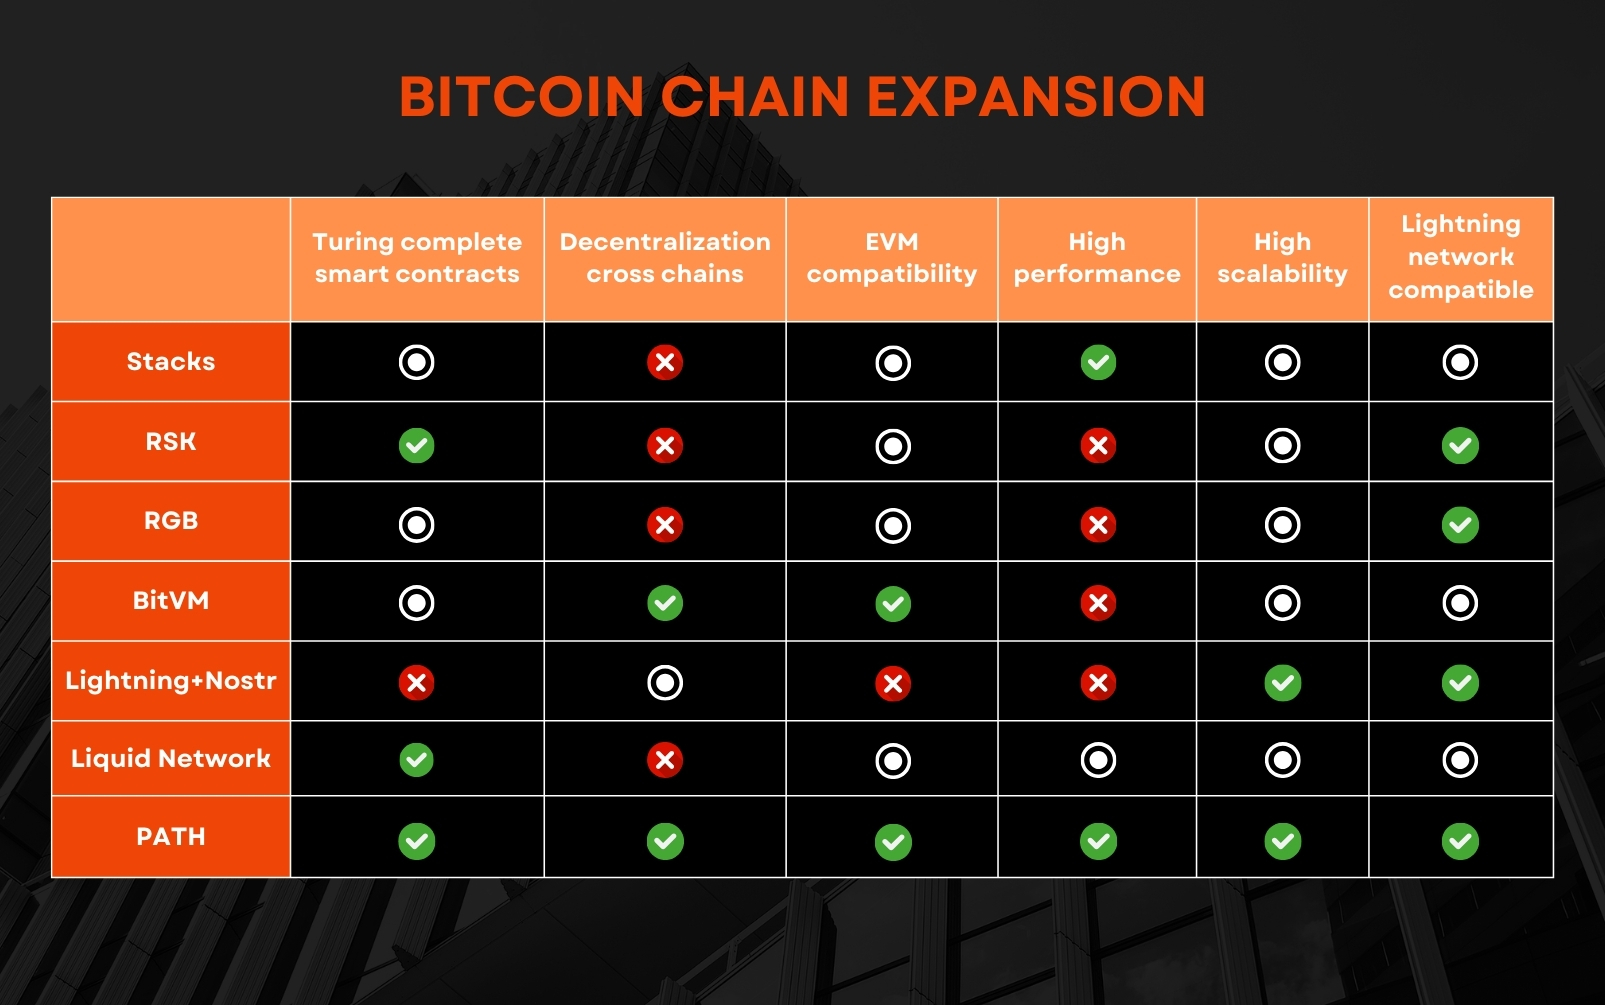 BITCOIN CHAIN EXPANSION
Turing complete
smart contracts
Decentralization
cross chains
EVM
compatibility
High
performance
High
scalability
Lightning
network
compatible
Stacks
RSK
RGB
BitVM
Lightning+Nostr
Liquid Network
PATH